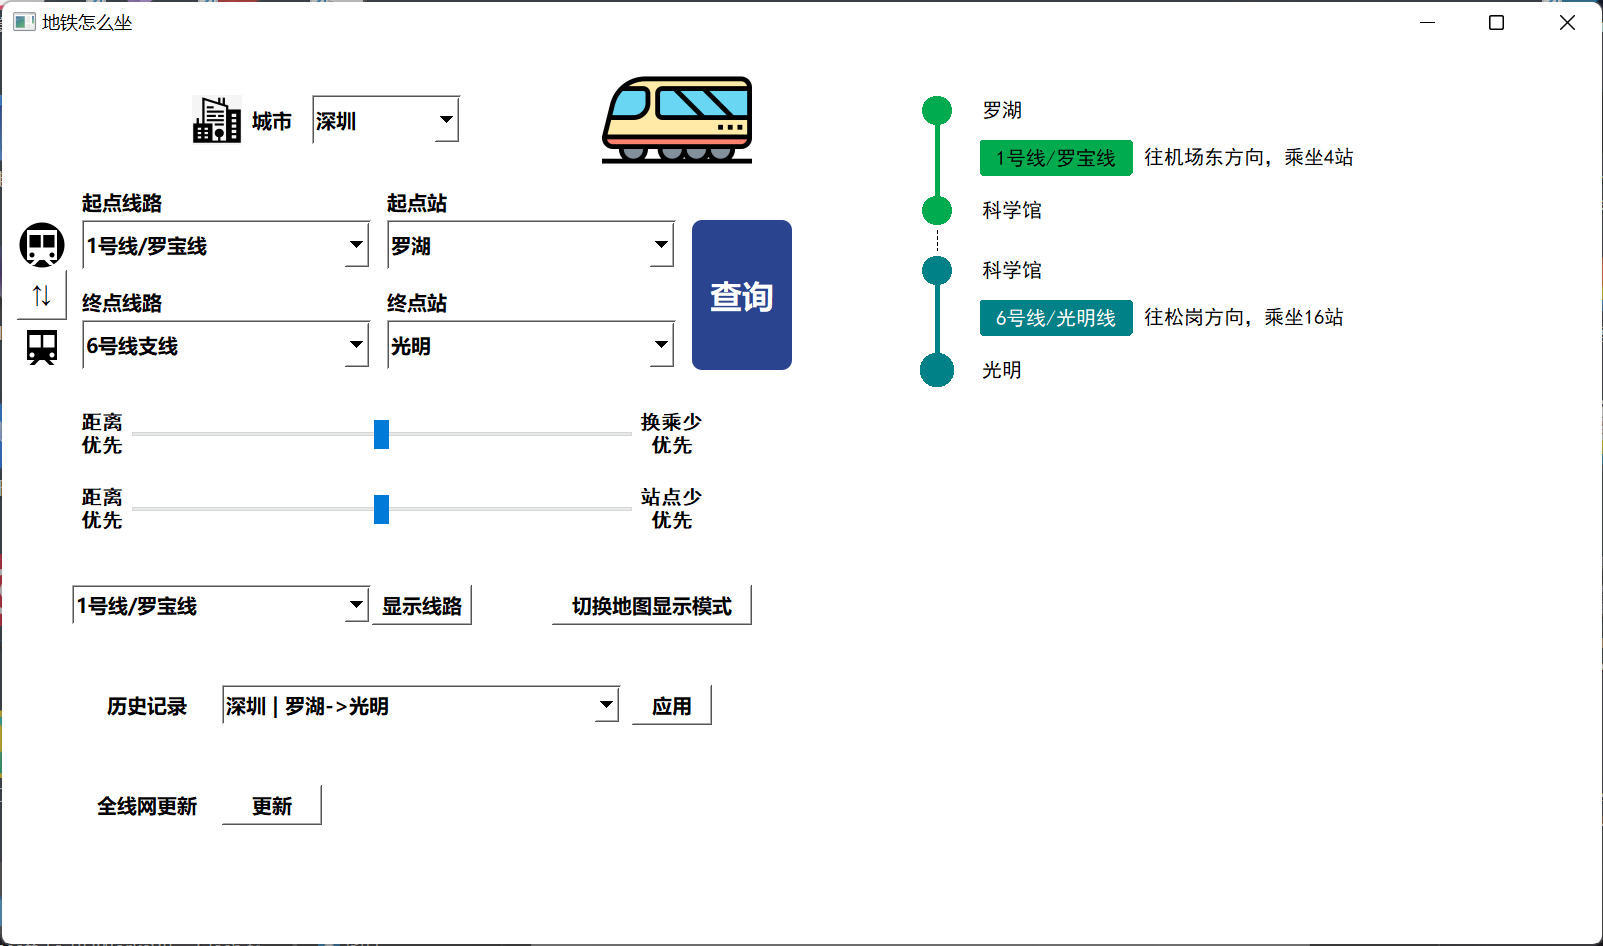 地铁怎么坐
城市
深圳
起点线路
起点站
1号线/罗宝线
罗湖
查询
终点线路
终点站
6号线支线
光明
距离
优先
换乘少
优先
距离
优先
站点少
优先
1号线/罗宝线
显示线路
切换地图显示模式
历史记录
深圳 | 罗湖->光明
应用
全线网更新
更新
罗湖
1号线/罗宝线 往机场东方向，乘坐4站
科学馆
科学馆
6号线/光明线 往松岗方向，乘坐16站
光明